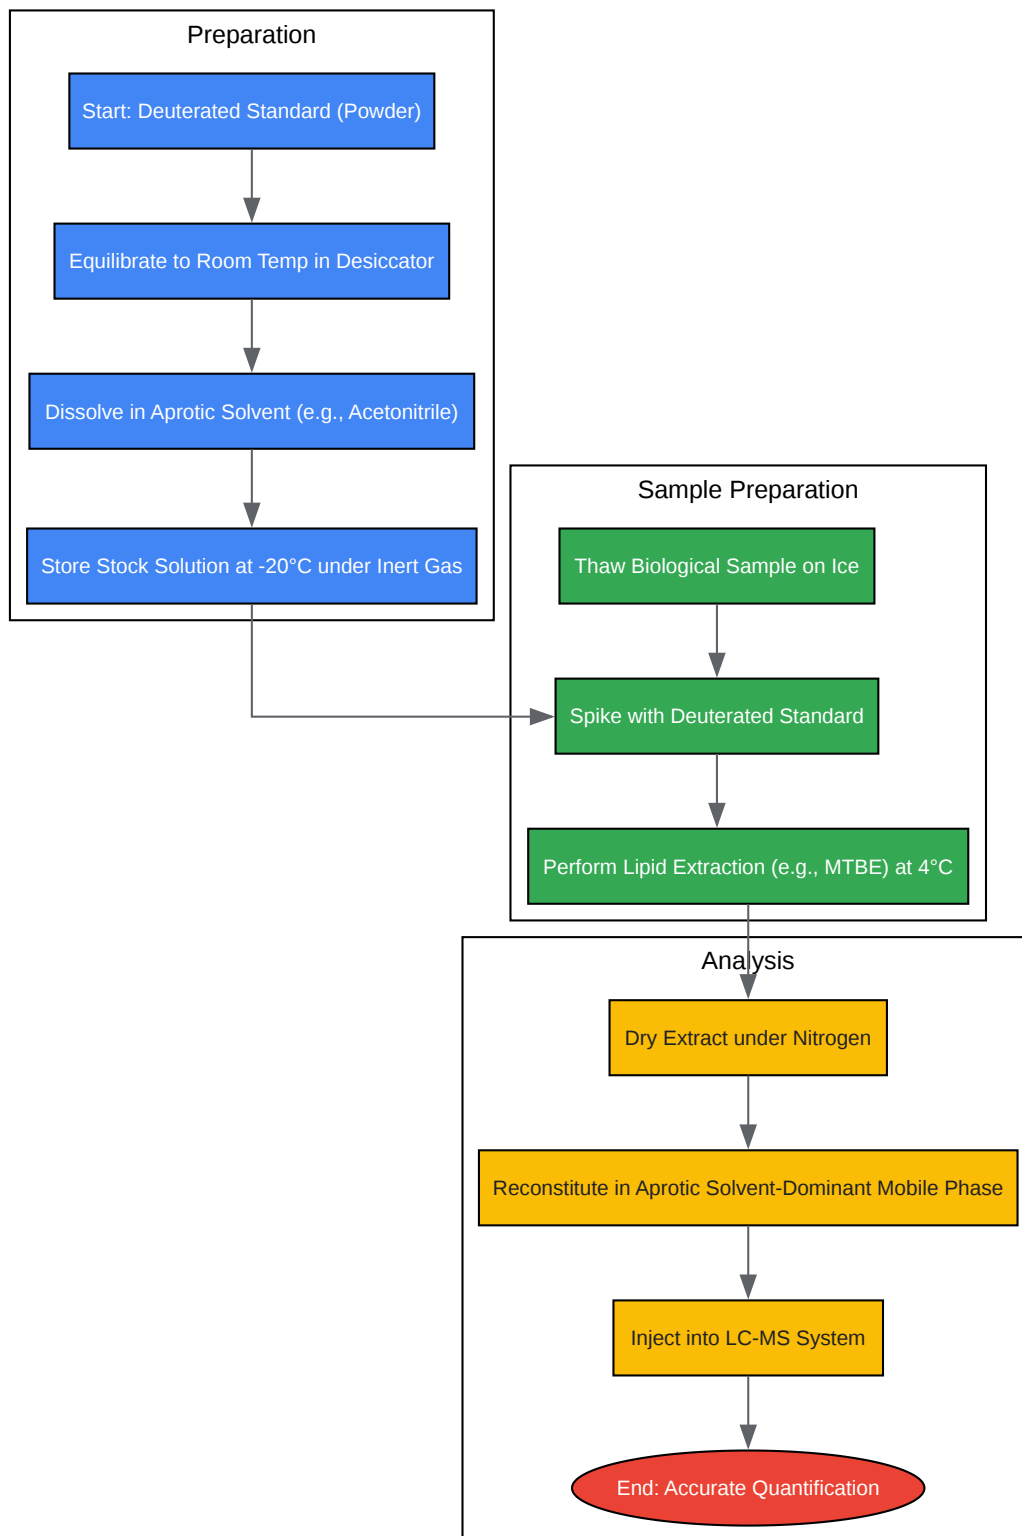 Preparation
Start: Deuterated Standard (Powder)
Equilibrate to Room Temp in Desiccator
Dissolve in Aprotic Solvent (e.g., Acetonitrile)
Store Stock Solution at -20°C under Inert Gas
Sample Preparation
Thaw Biological Sample on Ice
Spike with Deuterated Standard
Perform Lipid Extraction (e.g., MTBE) at 4°C
Analysis
Dry Extract under Nitrogen
Reconstitute in Aprotic Solvent-Dominant Mobile Phase
Inject into LC-MS System
End: Accurate Quantification